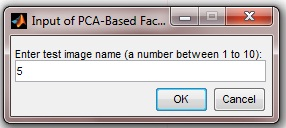 Input of PCA-Based Fac...
Enter test image name (a number between 1 to 10):
5
OK
Cancel